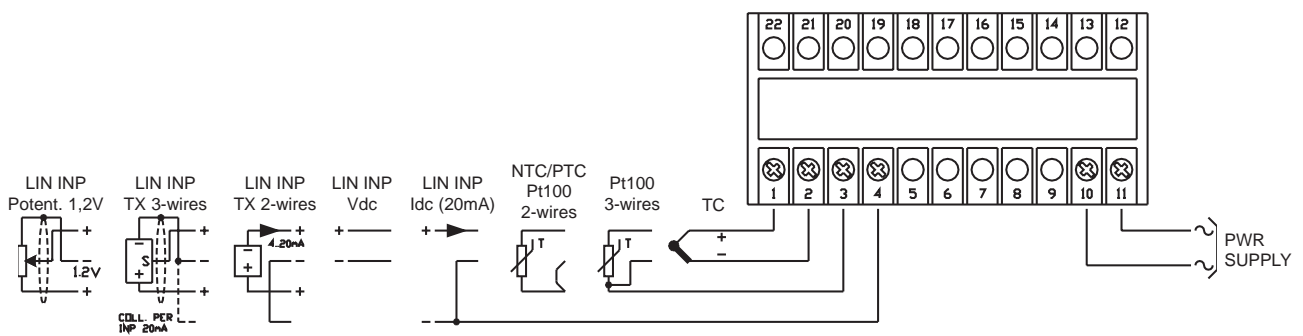 22 21 20 19 18 17 16 15 14 13 12
1 2 3 4 5 6 7 8 9 10 11
LIN INP
Potent. 1,2V
+
–
1.2V
+
LIN INP
TX 3-wires
–
S
+
+
–
+
–
COLL. PER
INP 20mA
LIN INP
TX 2-wires
–
+
+
4..20mA
–
+
–
LIN INP
Vdc
+
–
LIN INP
Idc (20mA)
+
–
–
NTC/PTC
Pt100
2-wires
T
Pt100
3-wires
T
TC
+
–
PWR
SUPPLY